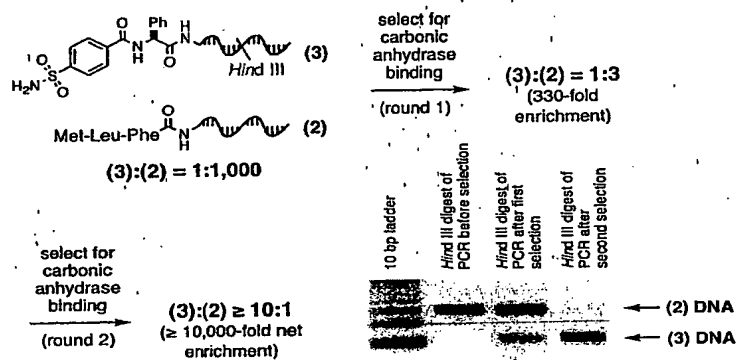 Ph
O
N
H
O
H
N
(3)
Hind III
O
S
O
H₂N
Met-Leu-Phe
O
N
H
(2)
(3):(2) = 1:1,000
select for
carbonic
anhydrase
binding
(round 1)
(3):(2) = 1:3
(330-fold
enrichment)
select for
carbonic
anhydrase
binding
(round 2)
(3):(2) ≥ 10:1
(≥ 10,000-fold net
enrichment)
10 bp ladder
Hind III digest of
PCR before selection
Hind III digest of
PCR after first
selection
Hind III digest of
PCR after
second selection
(2) DNA
(3) DNA